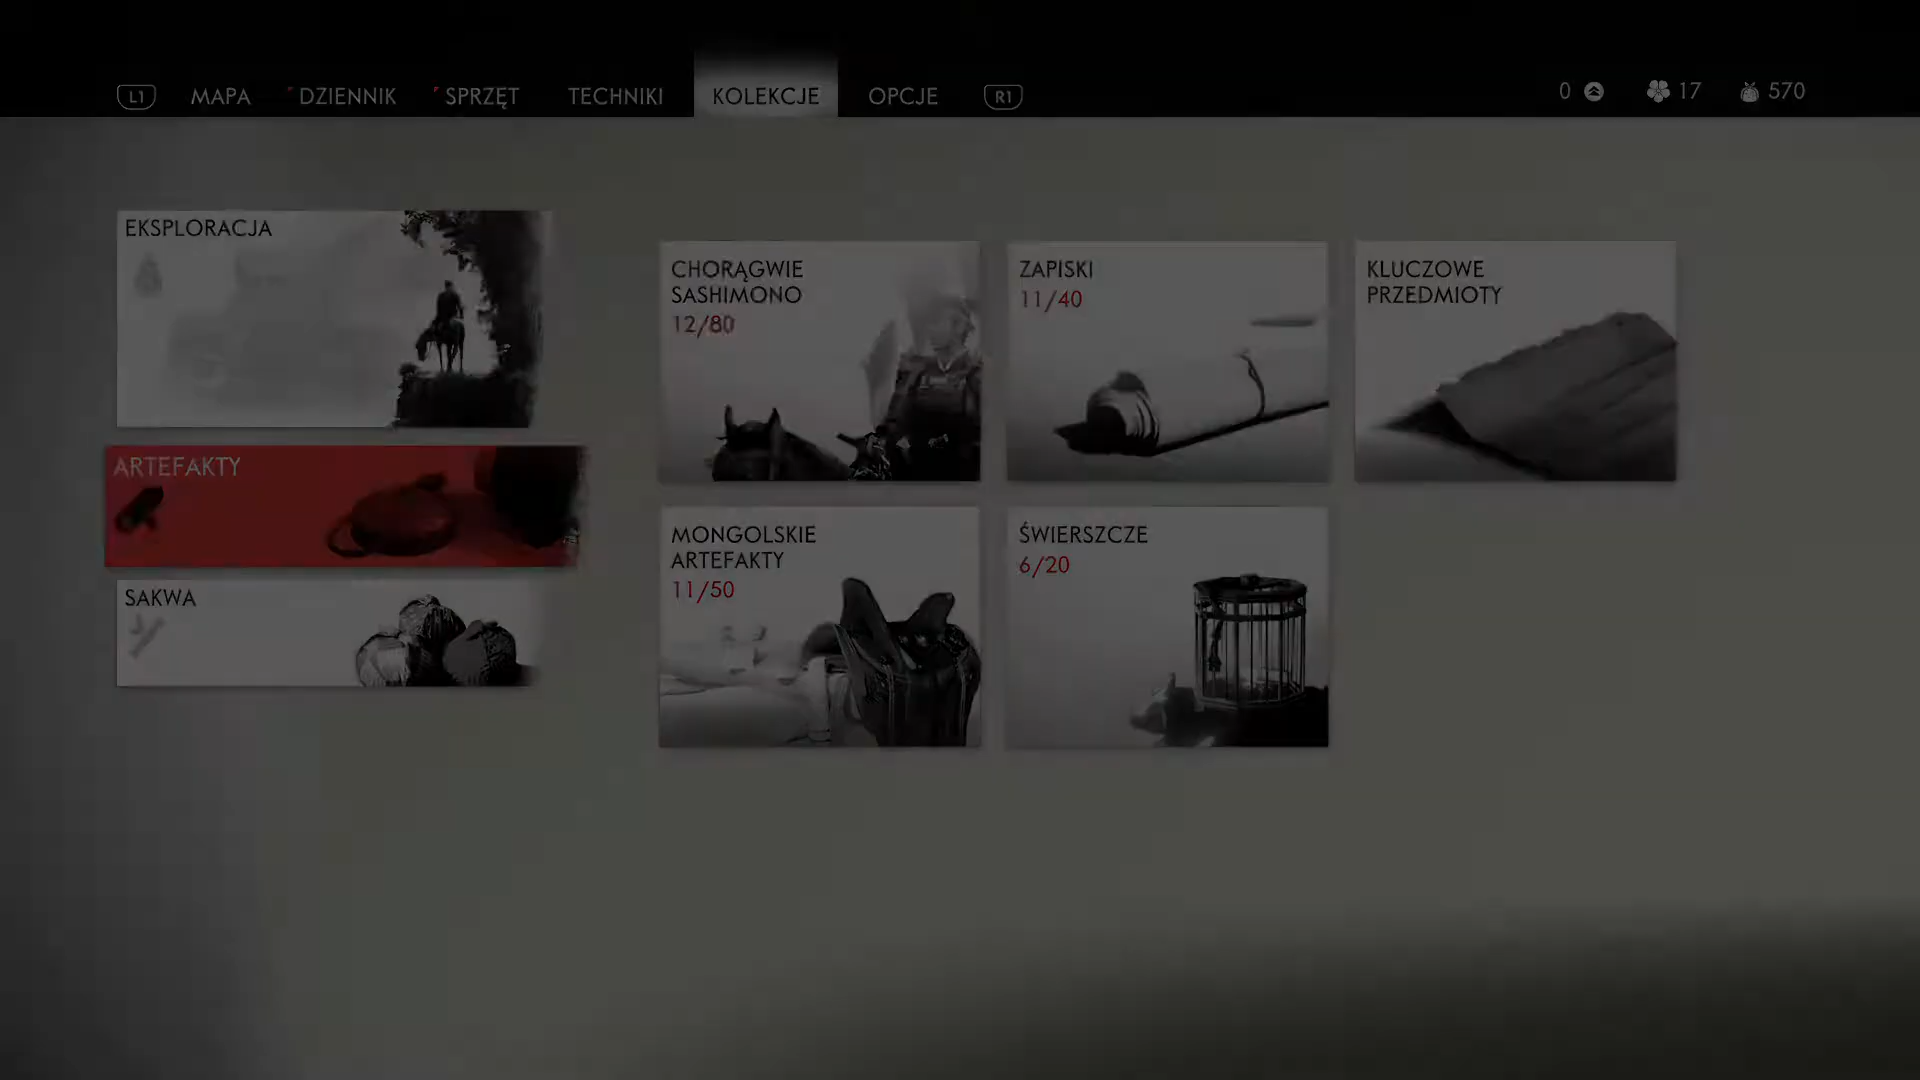 L1 MAPA DZIENNIK SPRZĘT TECHNIKI KOLEKCJE OPCJE R1 0 17 570
EKSPLORACJA
ARTEFAKTY
SAKWA
CHORĄGWIE
SASHIMONO
12/80
ZAPISKI
11/40
KLUCZOWE
PRZEDMIOTY
MONGOLSKIE
ARTEFAKTY
11/50
ŚWIERSZCZE
6/20